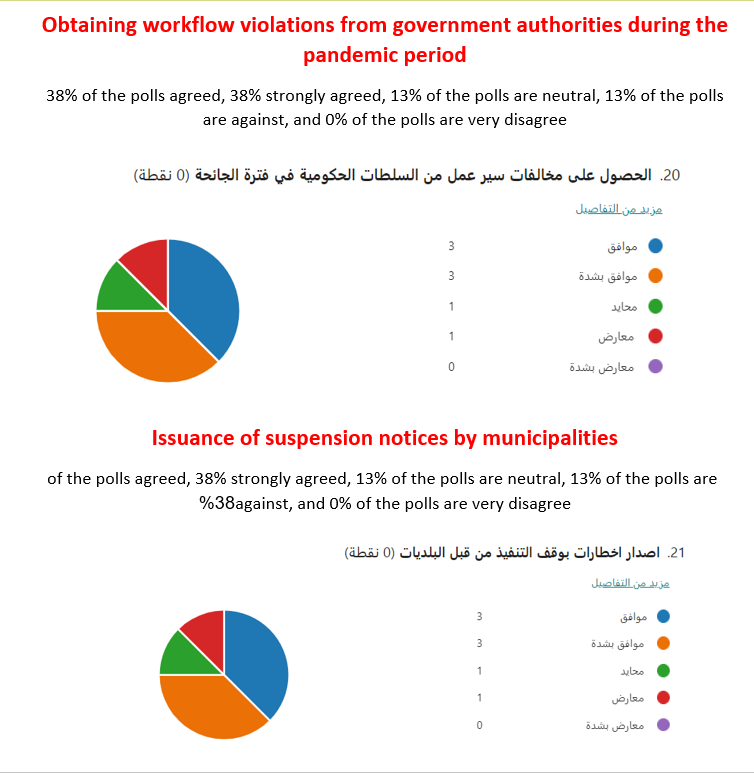 Obtaining workflow violations from government authorities during the
pandemic period
38% of the polls agreed, 38% strongly agreed, 13% of the polls are neutral, 13% of the polls
are against, and 0% of the polls are very disagree
20. الحصول على مخالفات سير عمل من السلطات الحكومية في فترة الجائحة (0 نقطة)
مزيد من التفاصيل
موافق 3
موافق بشدة 3
محايد 1
معارض 1
معارض بشدة 0
Issuance of suspension notices by municipalities
of the polls agreed, 38% strongly agreed, 13% of the polls are neutral, 13% of the polls are
%38against, and 0% of the polls are very disagree
21. اصدار اخطارات بوقف التنفيذ من قبل البلديات (0 نقطة)
مزيد من التفاصيل
موافق 3
موافق بشدة 3
محايد 1
معارض 1
معارض بشدة 0